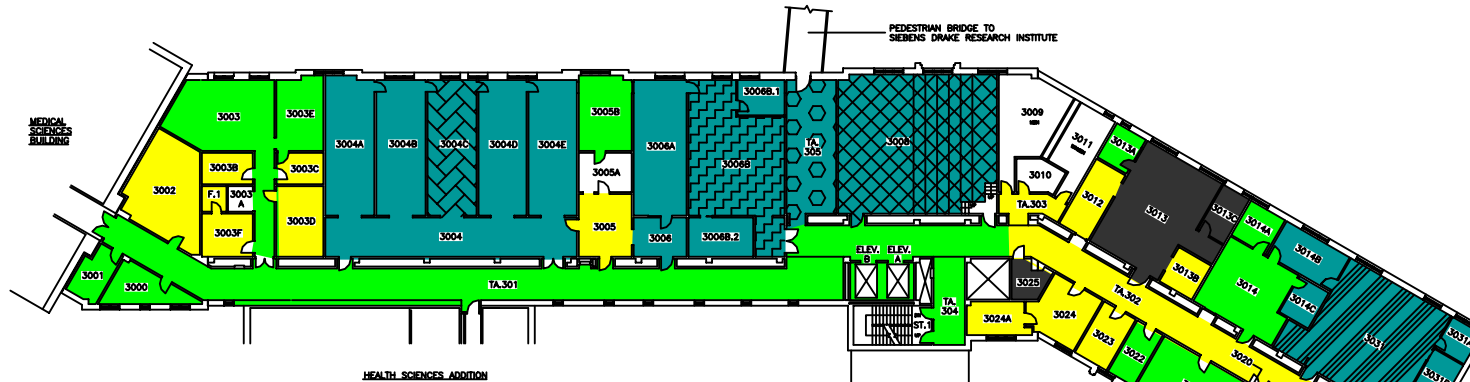 PEDESTRIAN BRIDGE TO
SIEBENS DRAKE RESEARCH INSTITUTE
MEDICAL
SCIENCES
BUILDING
3003
3003E
3005B
3006B.1
3009
3011
3013A
3004A
3004B
3004C
3004D
3004E
3006A
3006B
TA.
305
3008
3002
3003B
3003C
3005A
3010
F.1
3003
A
3003D
3003F
3004
3005
3006
3006B.2
TA.303
3012
3013
3013C
3014A
3014B
3013B
3014
3014C
3001
3000
TA.301
ELEV.
B
ELEV.
A
TA.
304
ST.1
3025
3024A
3024
3023
3022
TA.302
3020
3031
3031A
HEALTH SCIENCES ADDITION